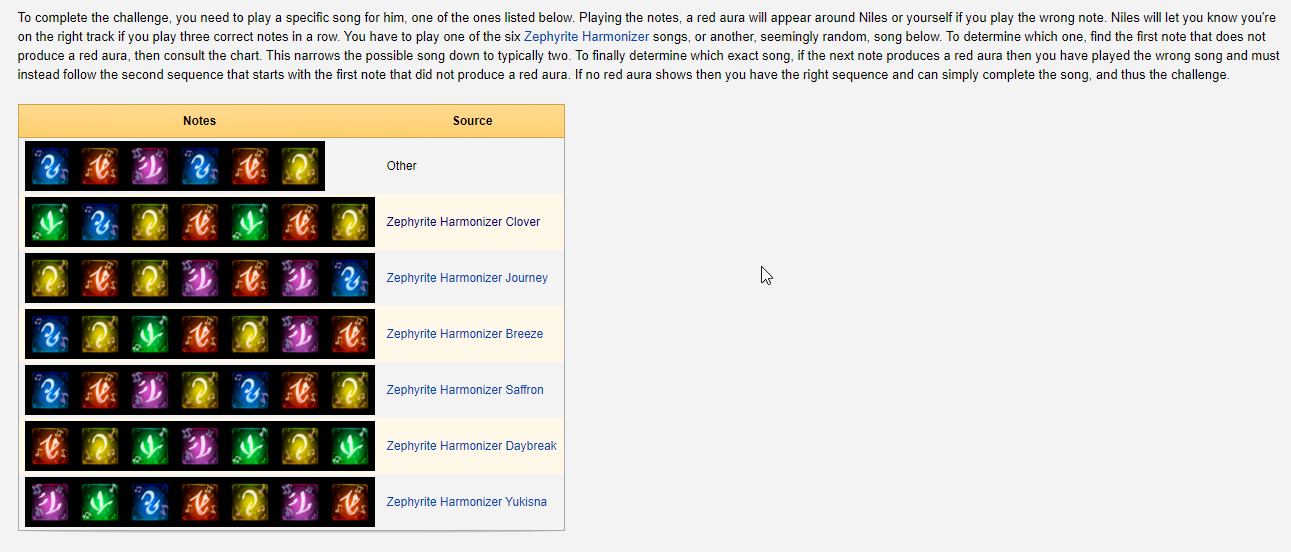 To complete the challenge, you need to play a specific song for him, one of the ones listed below. Playing the notes, a red aura will appear around Niles or yourself if you play the wrong note. Niles will let you know you're
on the right track if you play three correct notes in a row. You have to play one of the six Zephyrite Harmonizer songs, or another, seemingly random, song below. To determine which one, find the first note that does not
produce a red aura, then consult the chart. This narrows the possible song down to typically two. To finally determine which exact song, if the next note produces a red aura then you have played the wrong song and must
instead follow the second sequence that starts with the first note that did not produce a red aura. If no red aura shows then you have the right sequence and can simply complete the song, and thus the challenge.
Notes Source
Other
Zephyrite Harmonizer Clover
Zephyrite Harmonizer Journey
Zephyrite Harmonizer Breeze
Zephyrite Harmonizer Saffron
Zephyrite Harmonizer Daybreak
Zephyrite Harmonizer Yukisna